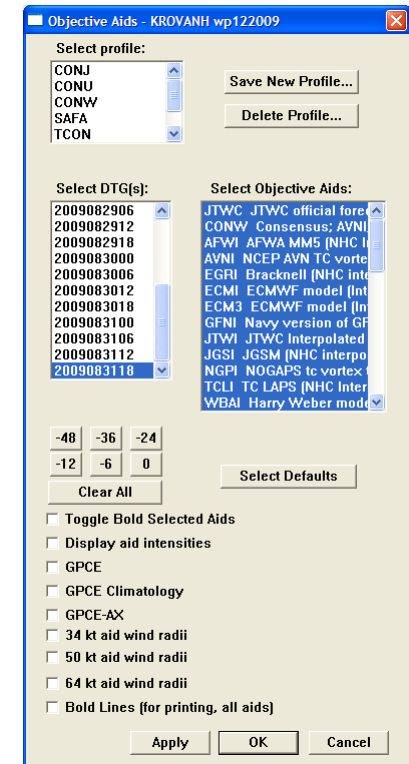 Objective Aids - KROVANH wp122009
Select profile:
CONJ
CONU
CONW
SAFA
TCON
Save New Profile...
Delete Profile...
Select DTG(s):
2009082906
2009082912
2009082918
2009083000
2009083006
2009083012
2009083018
2009083100
2009083106
2009083112
2009083118
Select Objective Aids:
JTWC JTWC official fore
CONW Consensus; AVNI,
AFWI AFWA MM5 (NHC I
AVNI NCEP AVN TC vorte
EGRI Bracknell (NHC inte
ECMI ECMWF model (Int
ECM3 ECMWF model (In
GFNI Navy version of GF
JTWI JTWC Interpolated
JGSI JGSM (NHC interpo
NGPI NOGAPS tc vortex t
TCLI TC LAPS (NHC Inter
WBAI Harry Weber mode
-48 -36 -24
-12 -6 0
Clear All
Select Defaults
Toggle Bold Selected Aids
Display aid intensities
GPCE
GPCE Climatology
GPCE-AX
34 kt aid wind radii
50 kt aid wind radii
64 kt aid wind radii
Bold Lines (for printing, all aids)
Apply OK Cancel